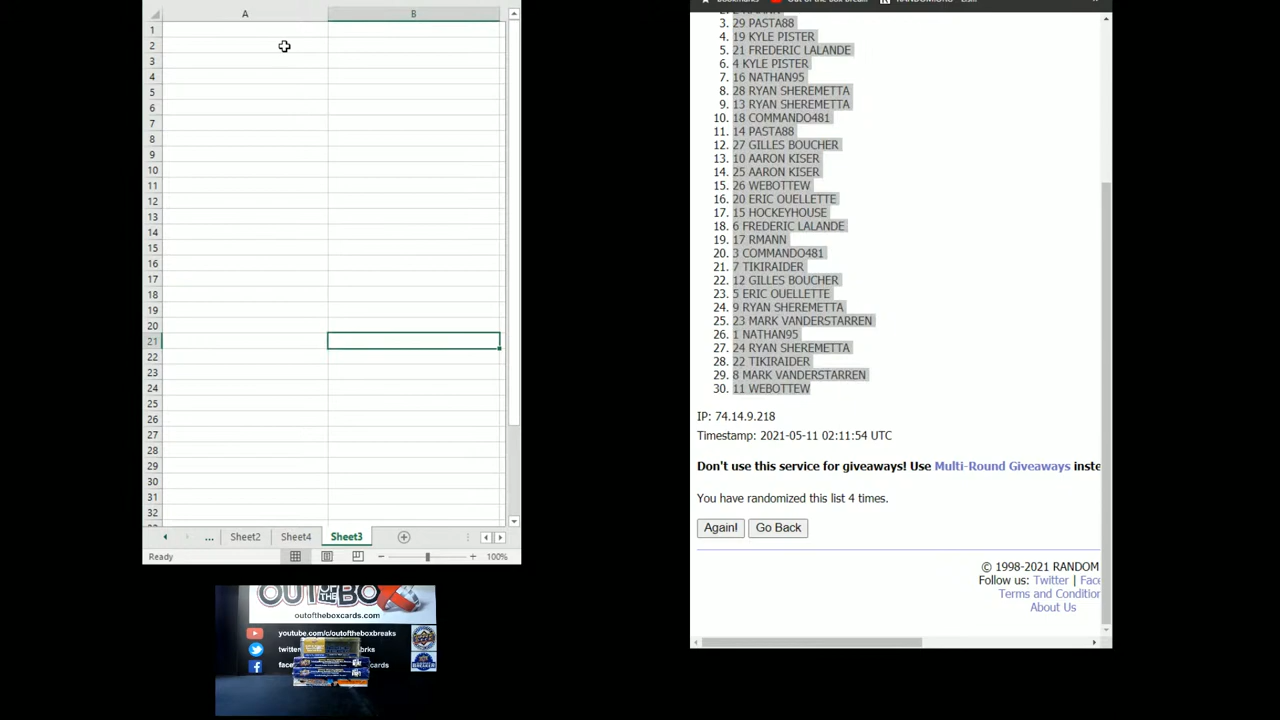 A B
1
2
3
4
5
6
7
8
9
10
11
12
13
14
15
16
17
18
19
20
21
22
23
24
25
26
27
28
29
30
31
32
... Sheet2 Sheet4 Sheet3
Ready 100%
OUT OF THE BOX
outoftheboxcards.com
youtube.com/c/outoftheboxbreaks
3. 29 PASTA88
4. 19 KYLE PISTER
5. 21 FREDERIC LALANDE
6. 4 KYLE PISTER
7. 16 NATHAN95
8. 28 RYAN SHEREMETTA
9. 13 RYAN SHEREMETTA
10. 18 COMMANDO481
11. 14 PASTA88
12. 27 GILLES BOUCHER
13. 10 AARON KISER
14. 25 AARON KISER
15. 26 WEBOTTEW
16. 20 ERIC OUELLETTE
17. 15 HOCKEYHOUSE
18. 6 FREDERIC LALANDE
19. 17 RMANN
20. 3 COMMANDO481
21. 7 TIKIRAIDER
22. 12 GILLES BOUCHER
23. 5 ERIC OUELLETTE
24. 9 RYAN SHEREMETTA
25. 23 MARK VANDERSTARREN
26. 1 NATHAN95
27. 24 RYAN SHEREMETTA
28. 22 TIKIRAIDER
29. 8 MARK VANDERSTARREN
30. 11 WEBOTTEW
IP: 74.14.9.218
Timestamp: 2021-05-11 02:11:54 UTC
Don't use this service for giveaways! Use Multi-Round Giveaways inste
You have randomized this list 4 times.
Again! Go Back
© 1998-2021 RANDOM
Follow us: Twitter | Face
Terms and Condition
About Us